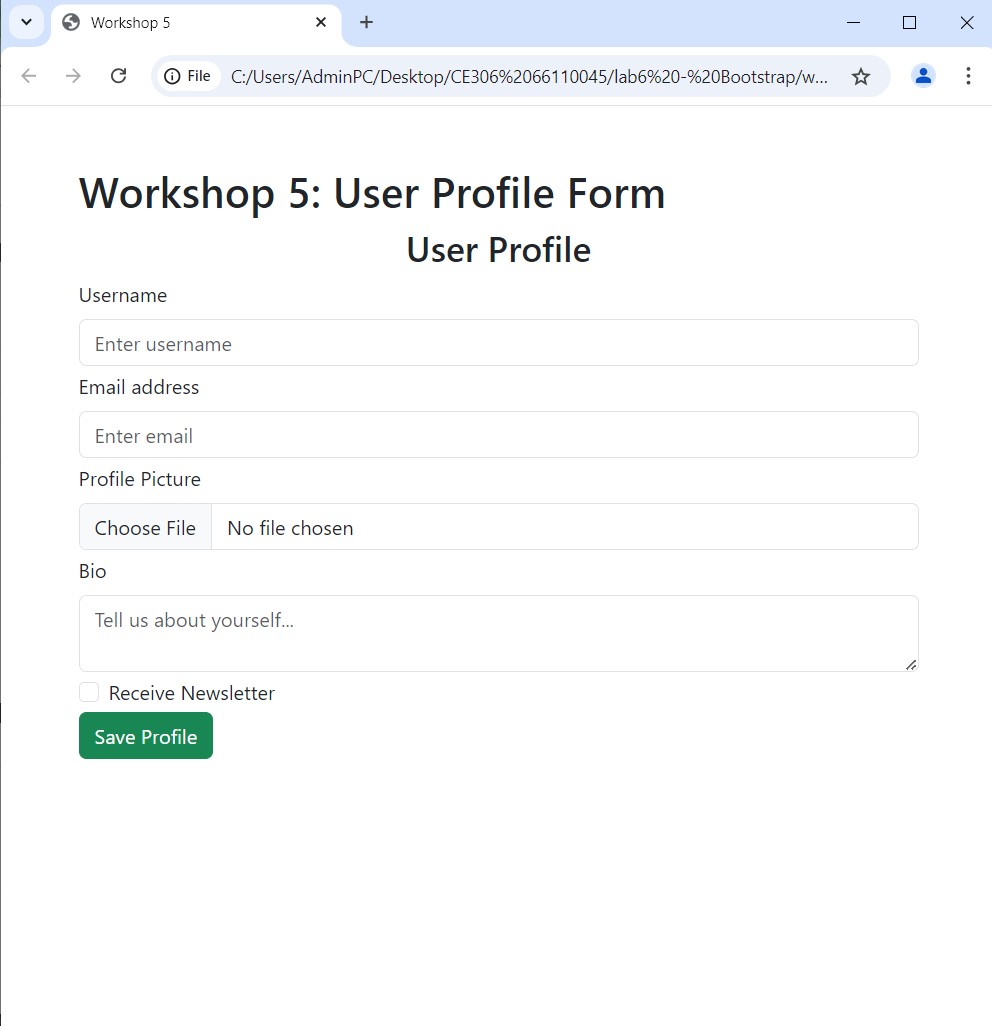 Workshop 5
File C:/Users/AdminPC/Desktop/CE306%2066110045/lab6%20-%20Bootstrap/w...
Workshop 5: User Profile Form
User Profile
Username
Enter username
Email address
Enter email
Profile Picture
Choose File No file chosen
Bio
Tell us about yourself...
Receive Newsletter
Save Profile